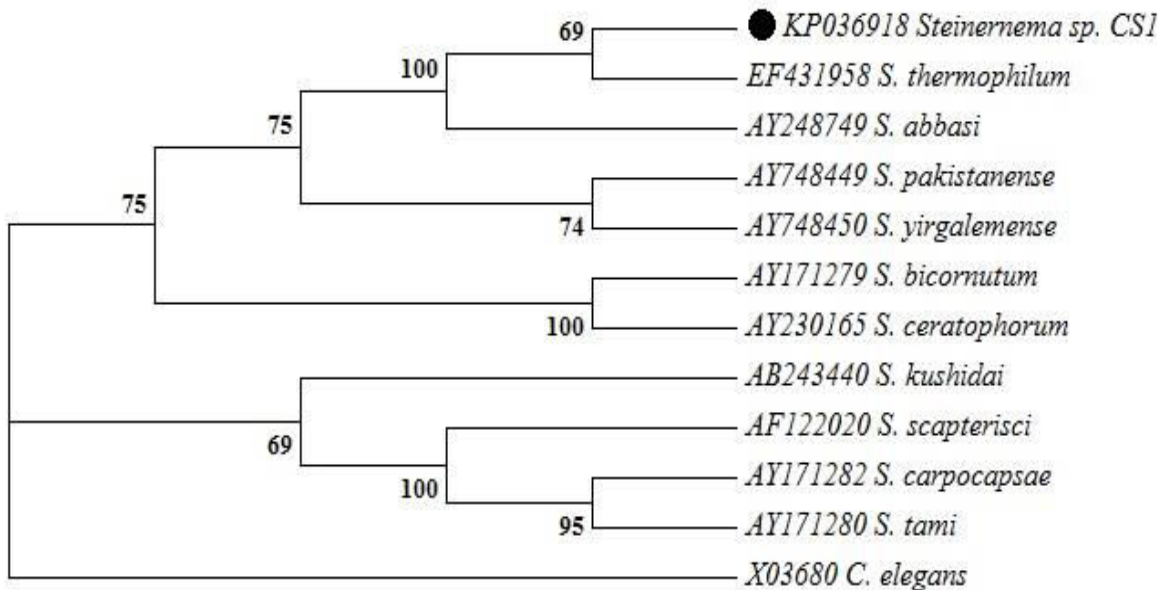 69
KP036918 Steinernema sp. CS1
100
EF431958 S. thermophilum
75
AY248749 S. abbasi
AY748449 S. pakistanense
75
74
AY748450 S. yirgalemense
AY171279 S. bicornutum
100
AY230165 S. ceratophorum
AB243440 S. kushidai
69
AF122020 S. scapterisci
100
AY171282 S. carpocapsae
95
AY171280 S. tami
X03680 C. elegans